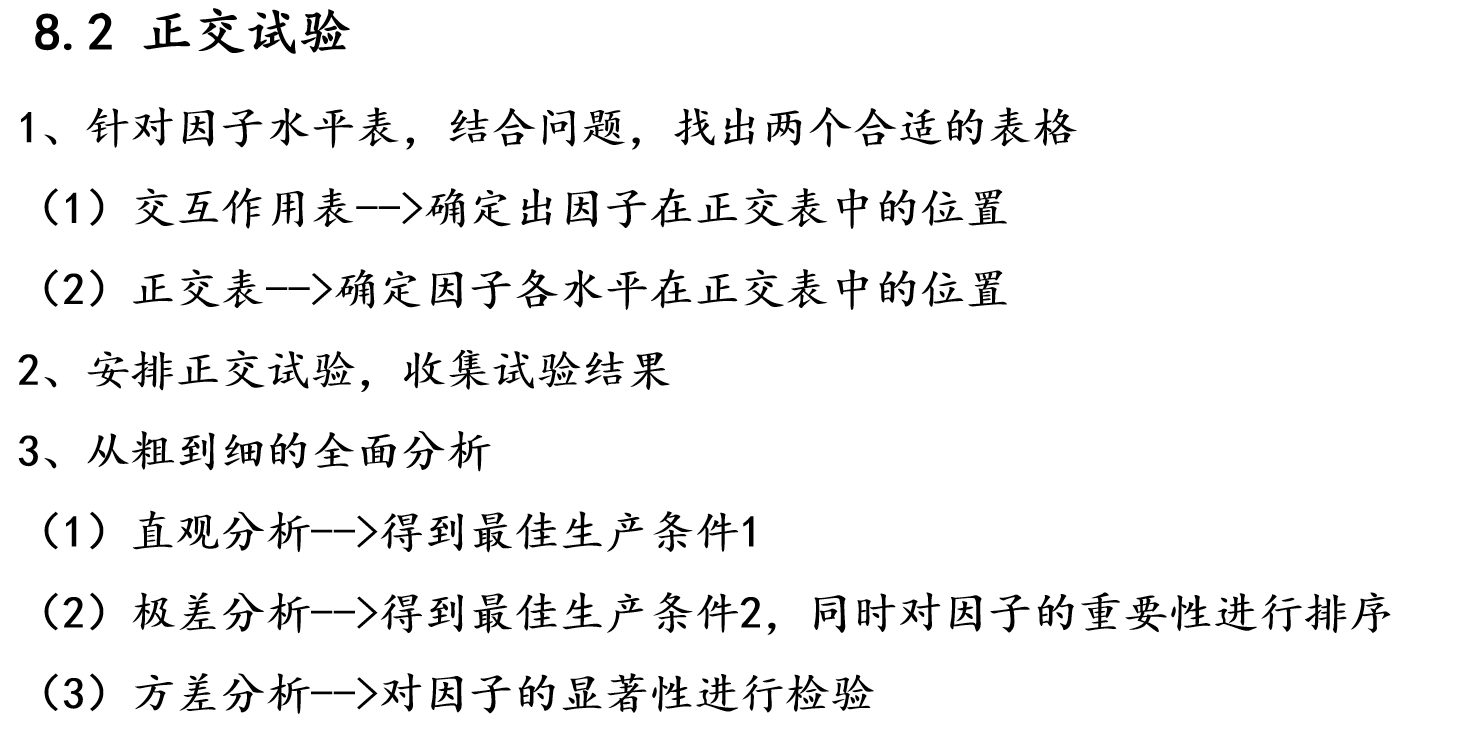 8.2 正交试验
1、针对因子水平表，结合问题，找出两个合适的表格
（1）交互作用表-->确定出因子在正交表中的位置
（2）正交表-->确定因子各水平在正交表中的位置
2、安排正交试验，收集试验结果
3、从粗到细的全面分析
（1）直观分析-->得到最佳生产条件1
（2）极差分析-->得到最佳生产条件2，同时对因子的重要性进行排序
（3）方差分析-->对因子的显著性进行检验